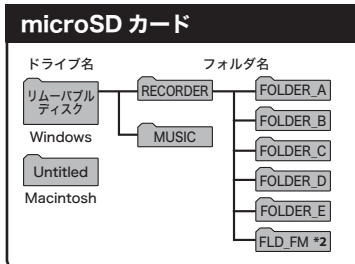 microSD カード
ドライブ名
フォルダ名
リムーバブル
ディスク
Windows
Untitled
Macintosh
RECORDER
MUSIC
FOLDER_A
FOLDER_B
FOLDER_C
FOLDER_D
FOLDER_E
FLD_FM *2